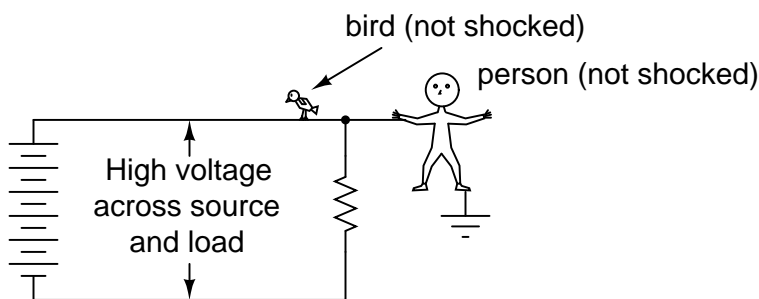 bird (not shocked)
person (not shocked)
High voltage
across source
and load